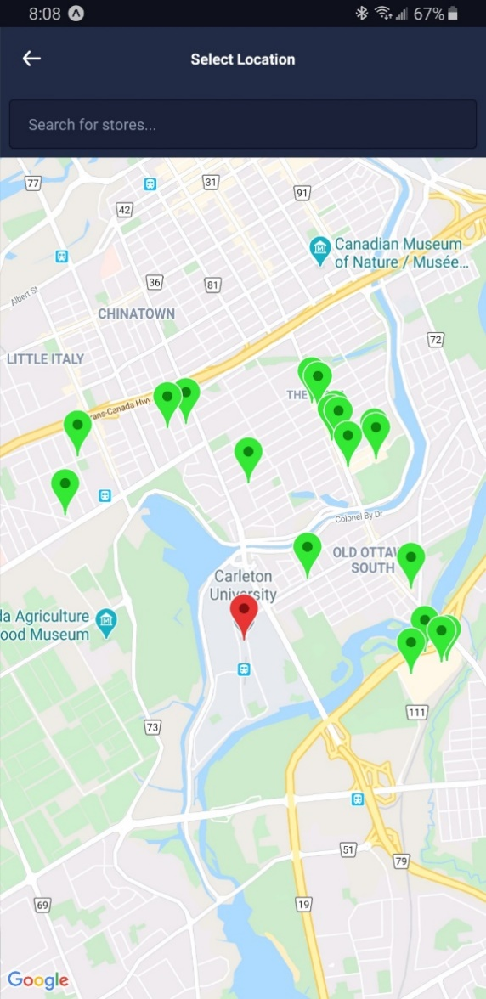 8:08 67%
Select Location
Search for stores...
77
31
91
42
Canadian Museum
of Nature / Musée...
36
81
Albert St
CHINATOWN
72
LITTLE ITALY
THE
rans-Canada Hwy
Colonel By Dr
OLD OTTAW
SOUTH
Carleton
University
da Agriculture
ood Museum
111
73
51
79
69
19
Google